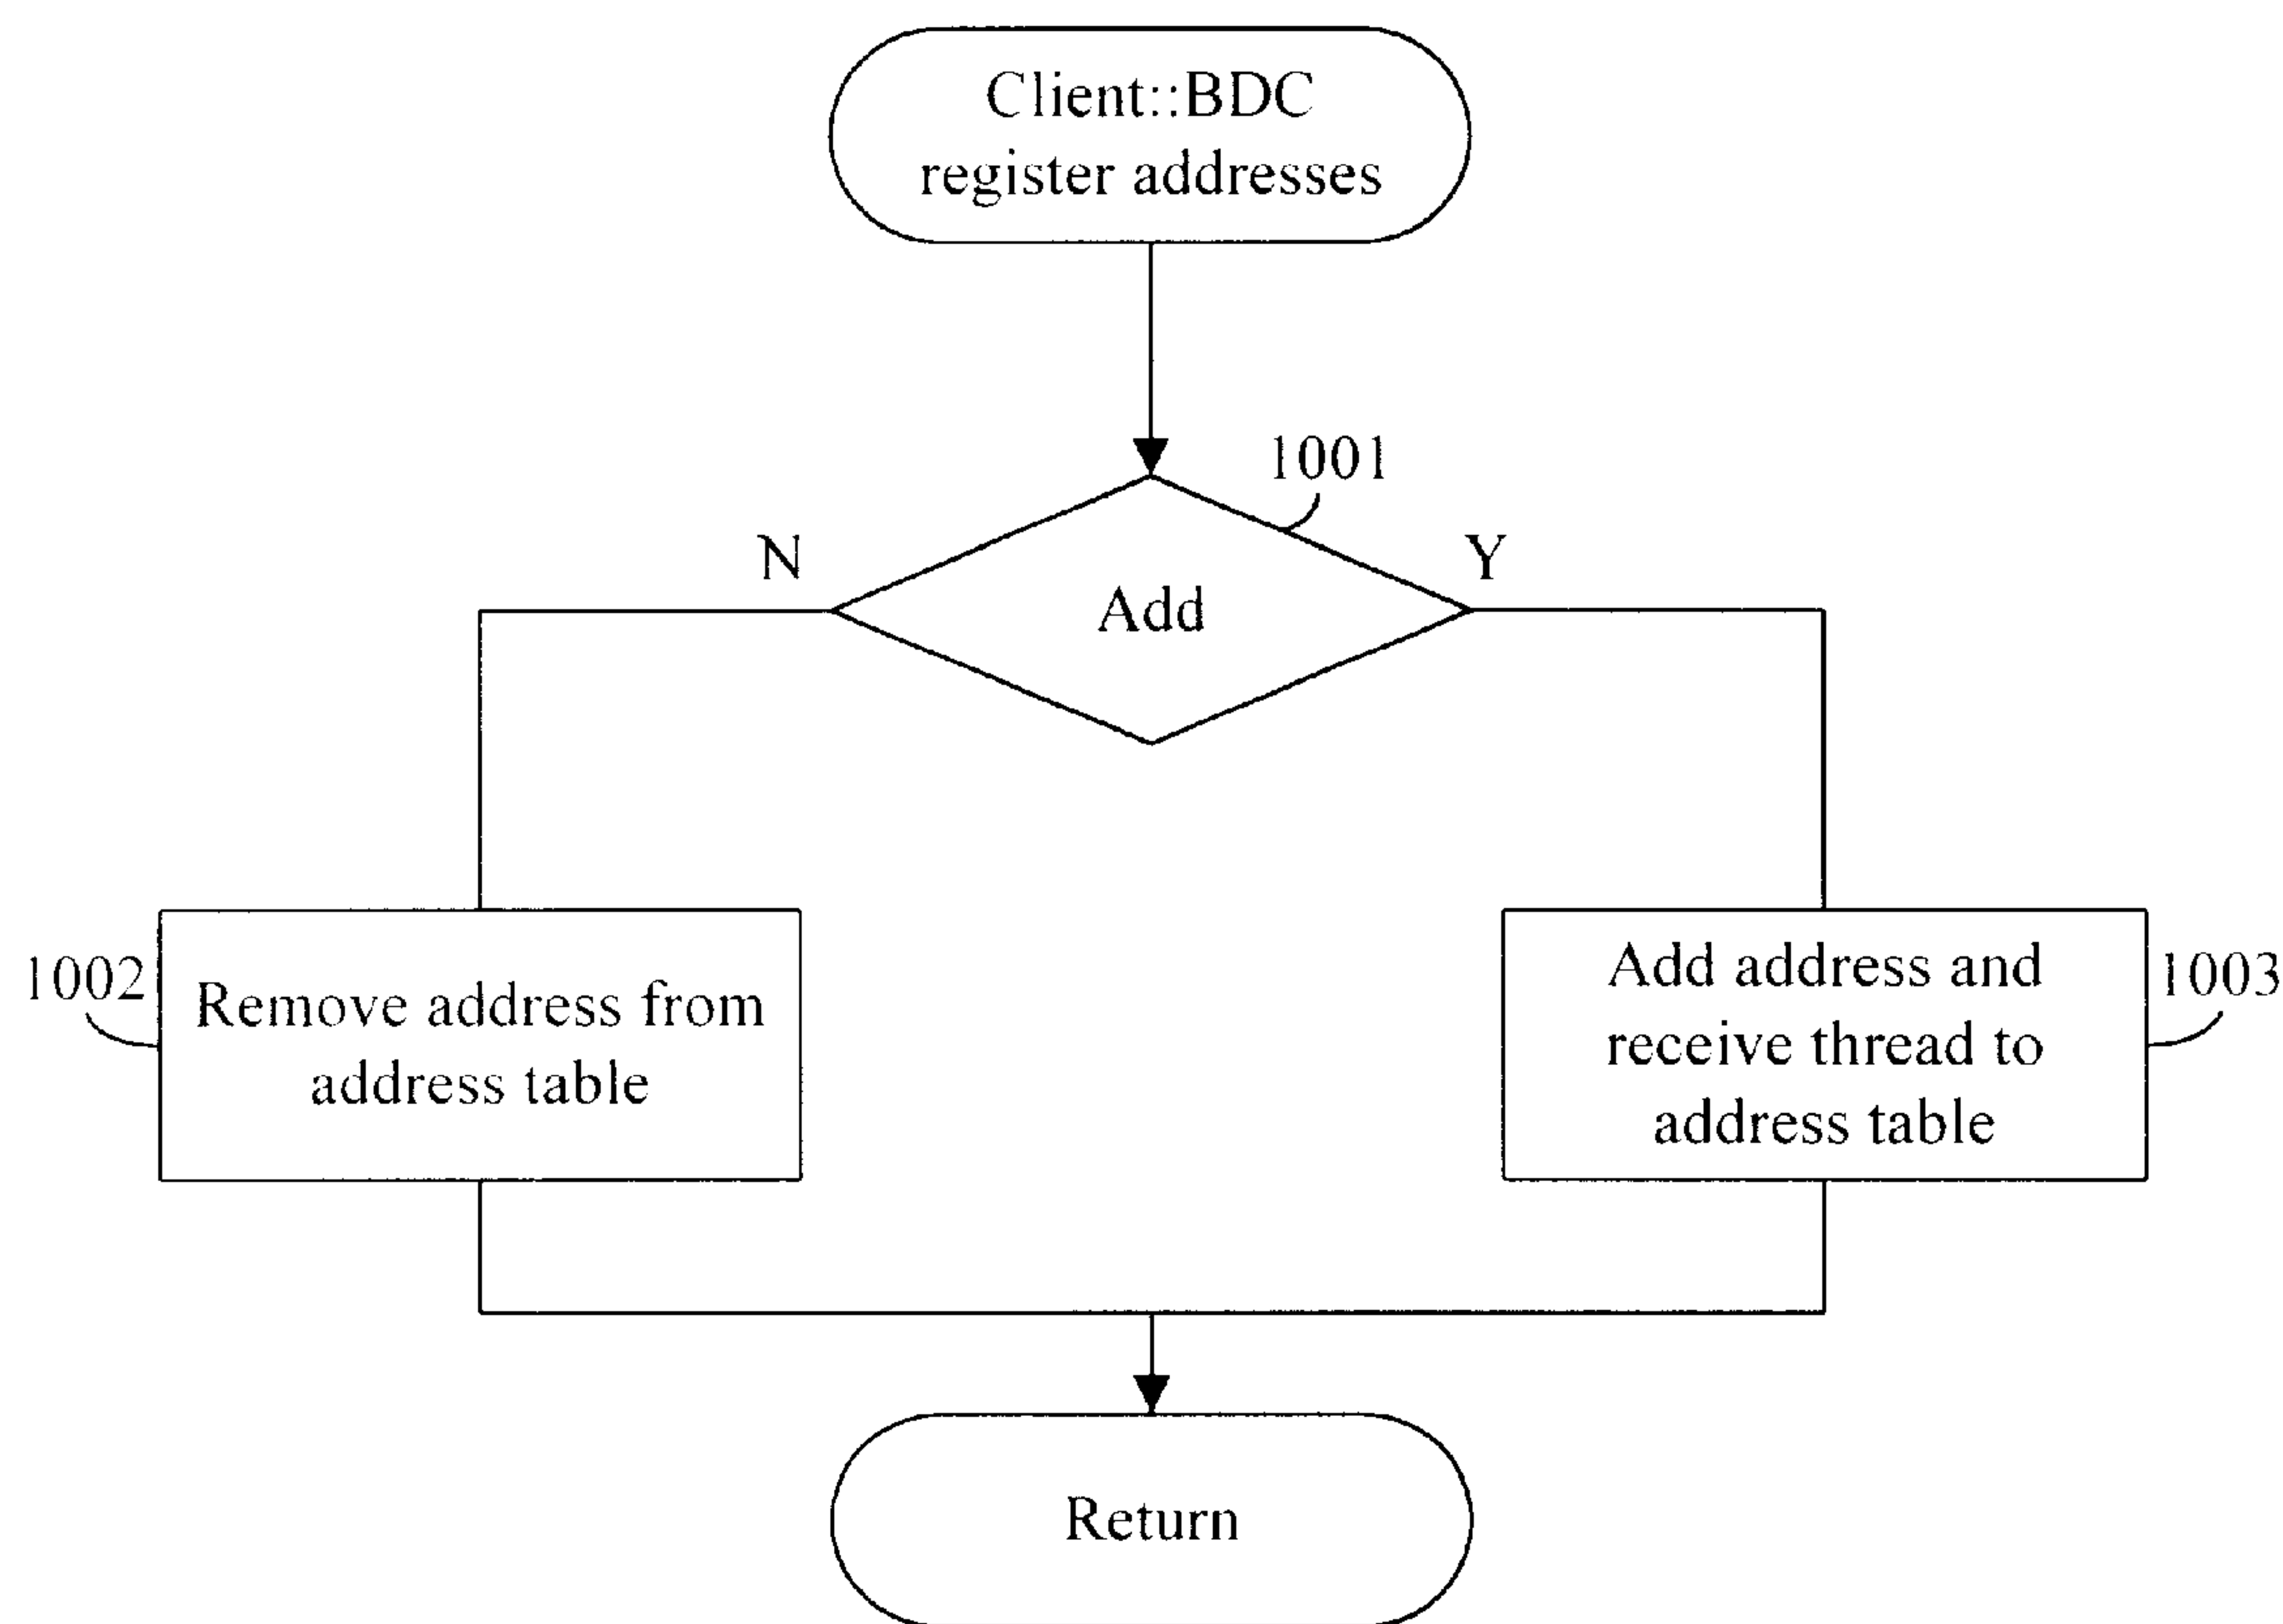 Client::BDC
register addresses
1001
N
Y
Add
1002
Remove address from
address table
Add address and
receive thread to
address table
1003
Return